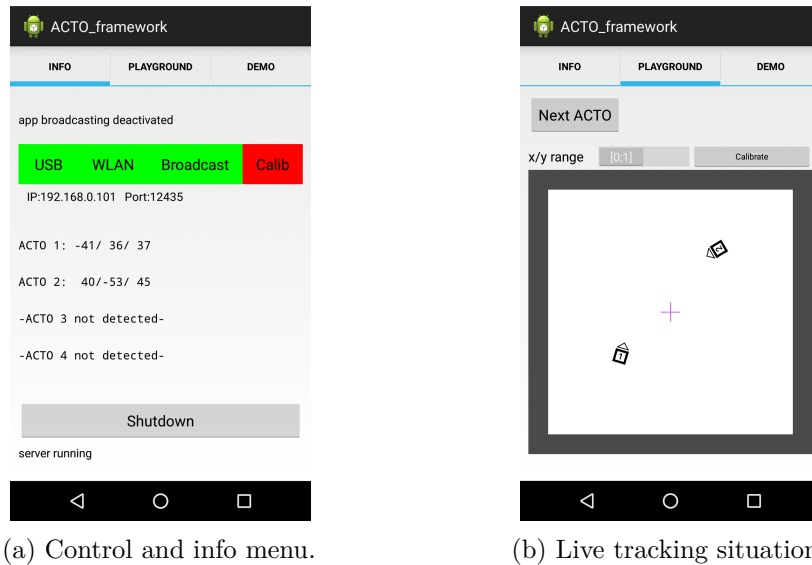 ACTO_framework
INFO PLAYGROUND DEMO
app broadcasting deactivated
USB WLAN Broadcast Calib
IP:192.168.0.101 Port:12435
ACTO 1: -41/ 36/ 37
ACTO 2: 40/-53/ 45
-ACTO 3 not detected-
-ACTO 4 not detected-
Shutdown
server running
(a) Control and info menu.
ACTO_framework
INFO PLAYGROUND DEMO
Next ACTO
x/y range [0;1] Calibrate
2
1
(b) Live tracking situation